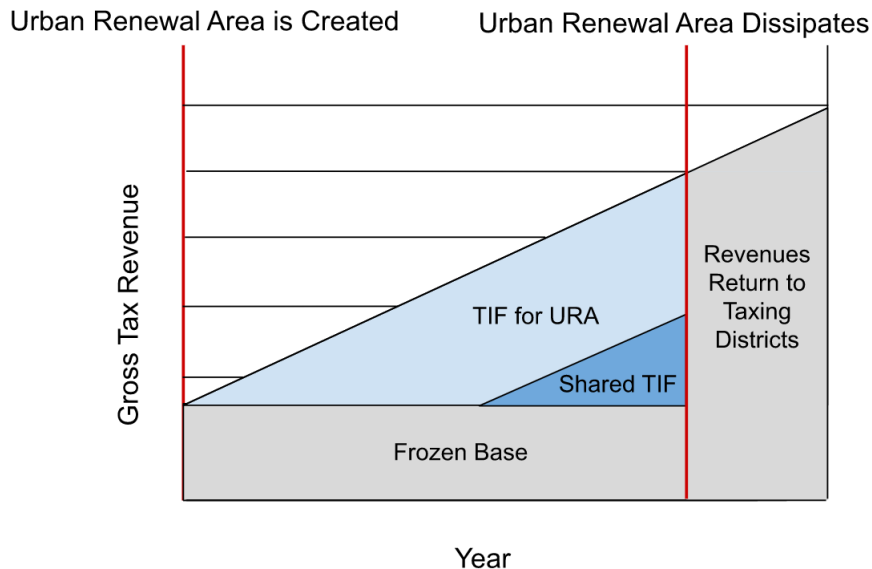 Urban Renewal Area is Created
Urban Renewal Area Dissipates
Gross Tax Revenue
Revenues
Return to
Taxing
Districts
TIF for URA
Shared TIF
Frozen Base
Year